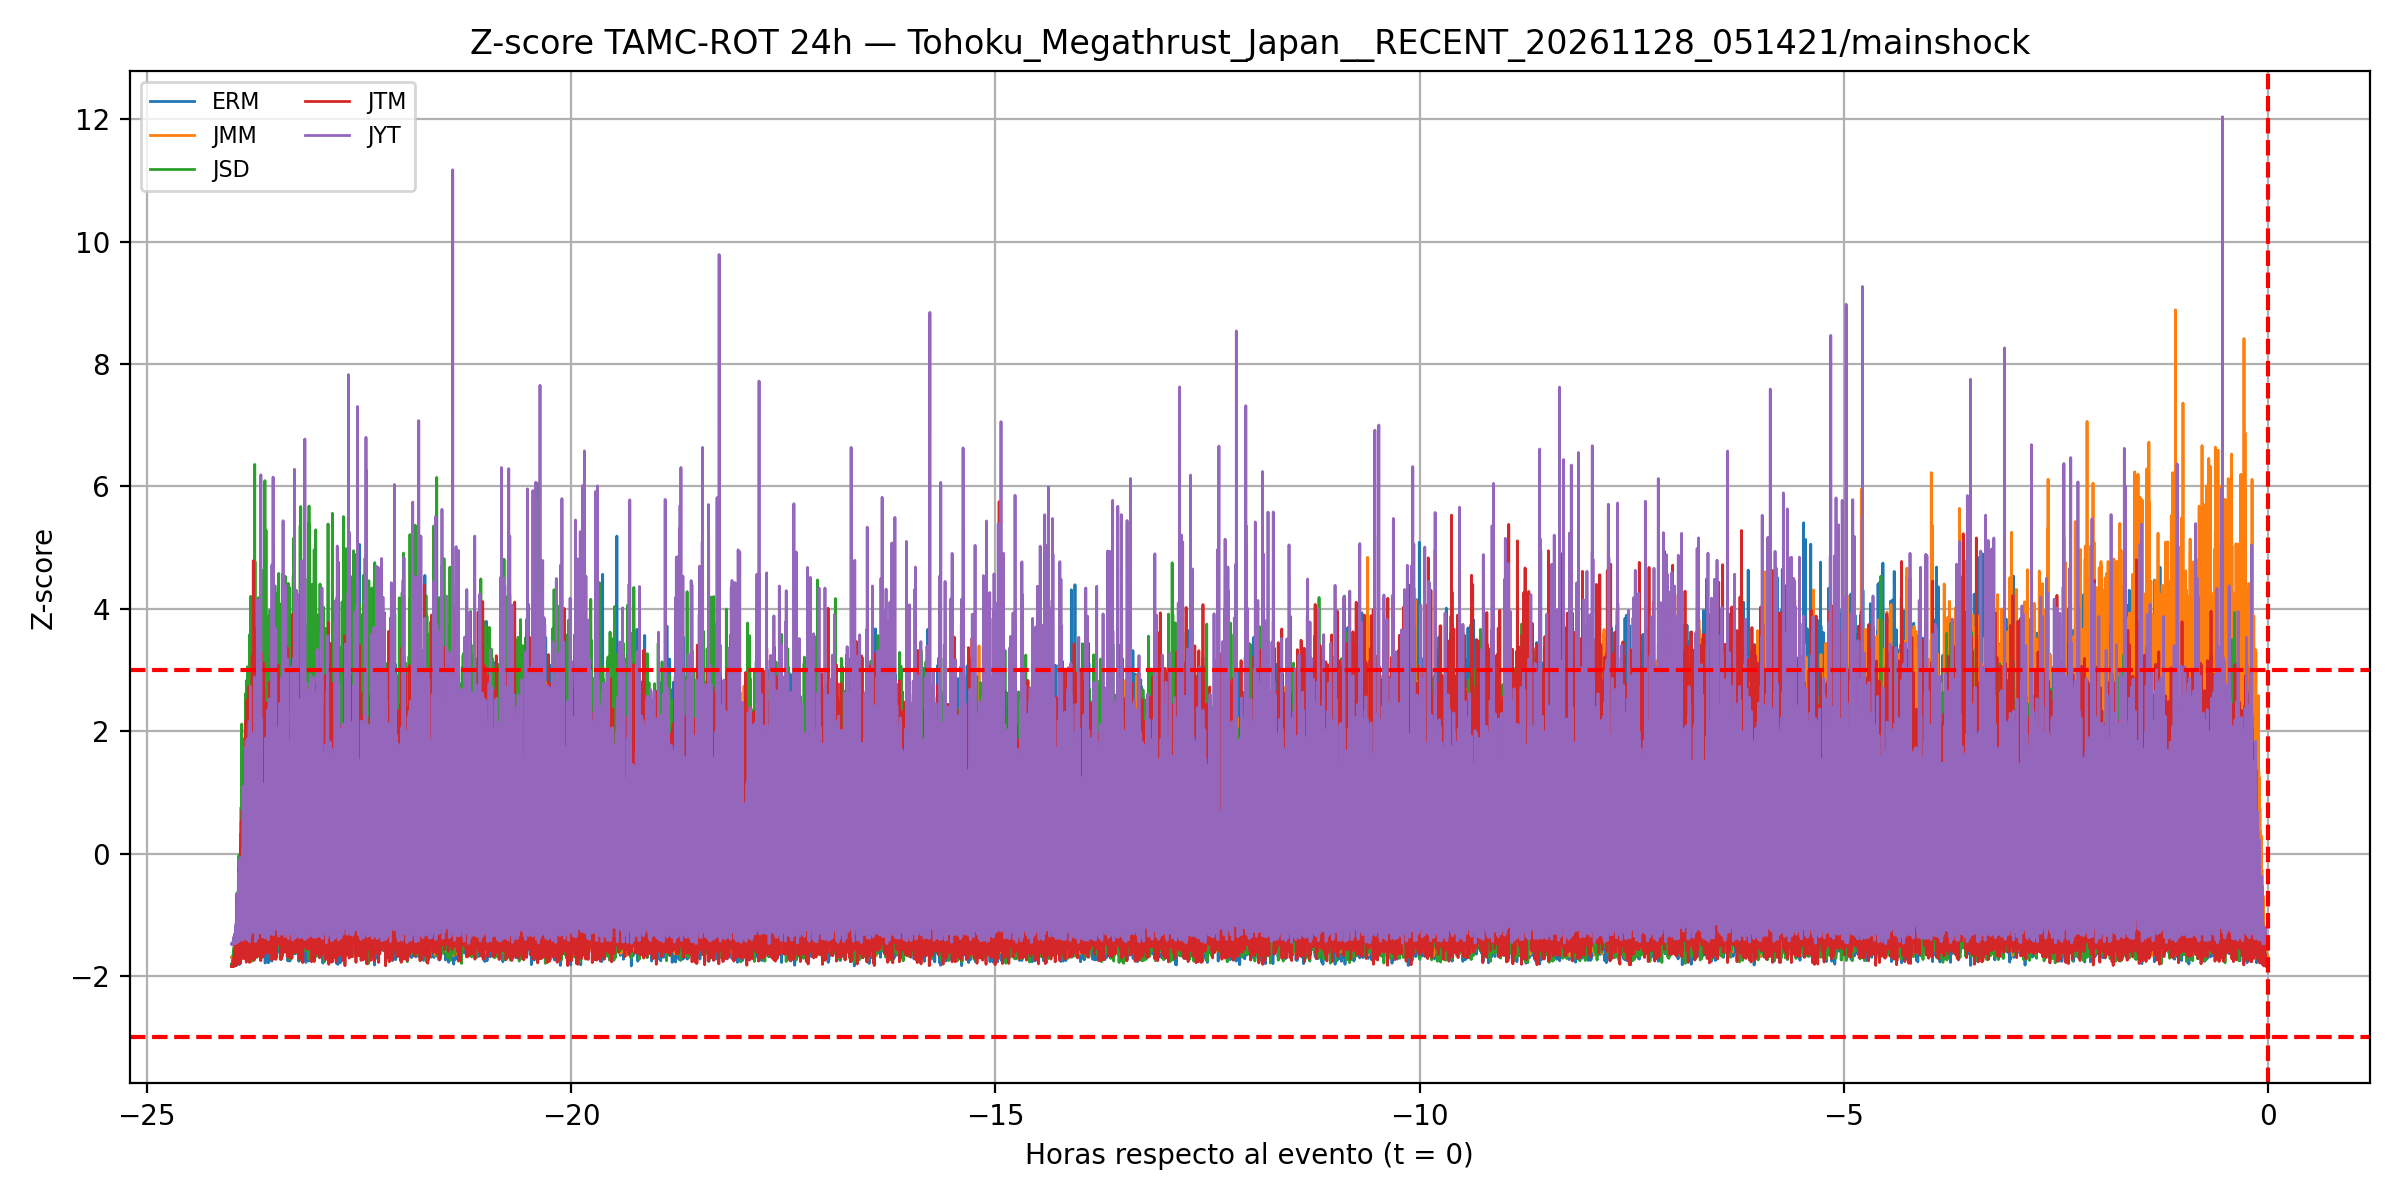 Z-score TAMC-ROT 24h — Tohoku_Megathrust_Japan__RECENT_20261128_051421/mainshock
ERM
JMM
JSD
JTM
JYT
12
10
8
6
4
2
0
−2
Z-score
−25
−20
−15
−10
−5
0
Horas respecto al evento (t = 0)